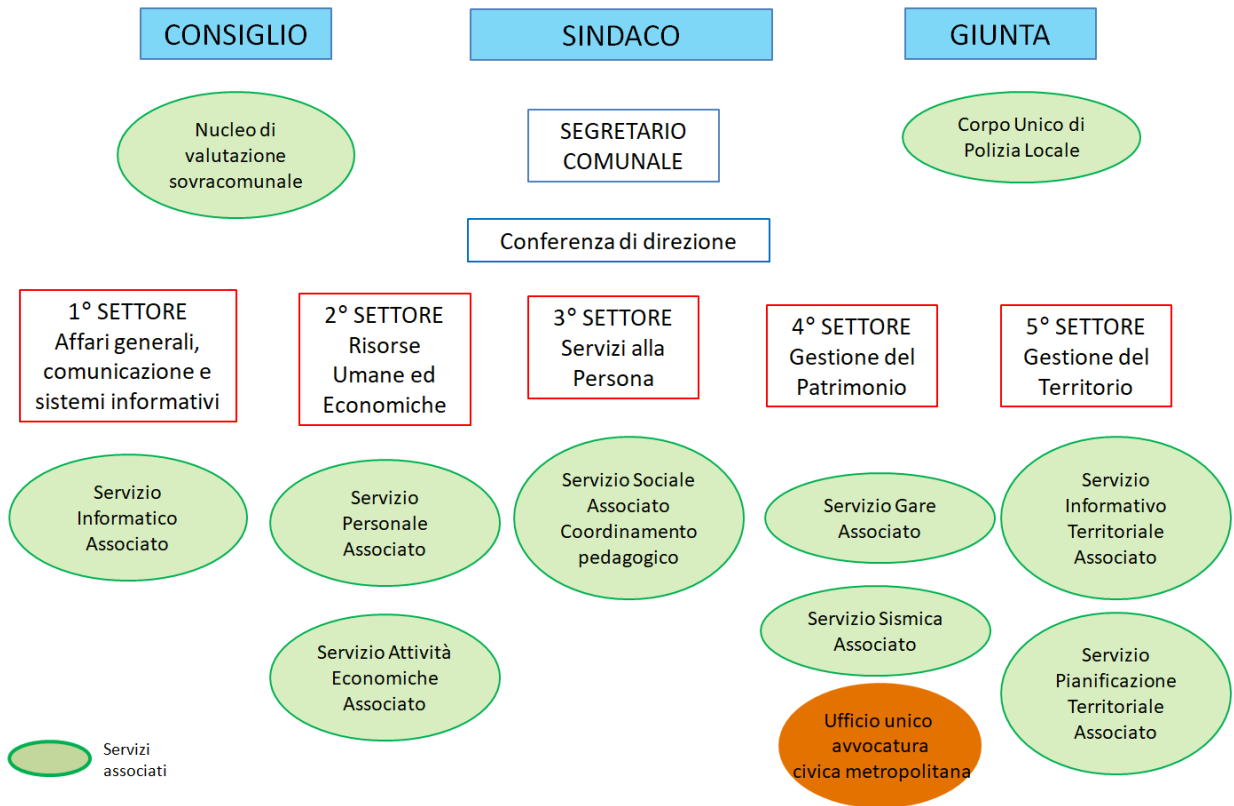 CONSIGLIO
SINDACO
GIUNTA
Nucleo di
valutazione
sovracomunale
SEGRETARIO
COMUNALE
Corpo Unico di
Polizia Locale
Conferenza di direzione
1° SETTORE
Affari generali,
comunicazione e
sistemi informativi
2° SETTORE
Risorse
Umane ed
Economiche
3° SETTORE
Servizi alla
Persona
4° SETTORE
Gestione del
Patrimonio
5° SETTORE
Gestione del
Territorio
Servizio
Informatico
Associato
Servizio
Personale
Associato
Servizio Sociale
Associato
Coordinamento
pedagogico
Servizio Gare
Associato
Servizio
Informativo
Territoriale
Associato
Servizio Attività
Economiche
Associato
Servizio Sismica
Associato
Servizio
Pianificazione
Territoriale
Associato
Ufficio unico
avvocatura
civica metropolitana
Servizi
associati